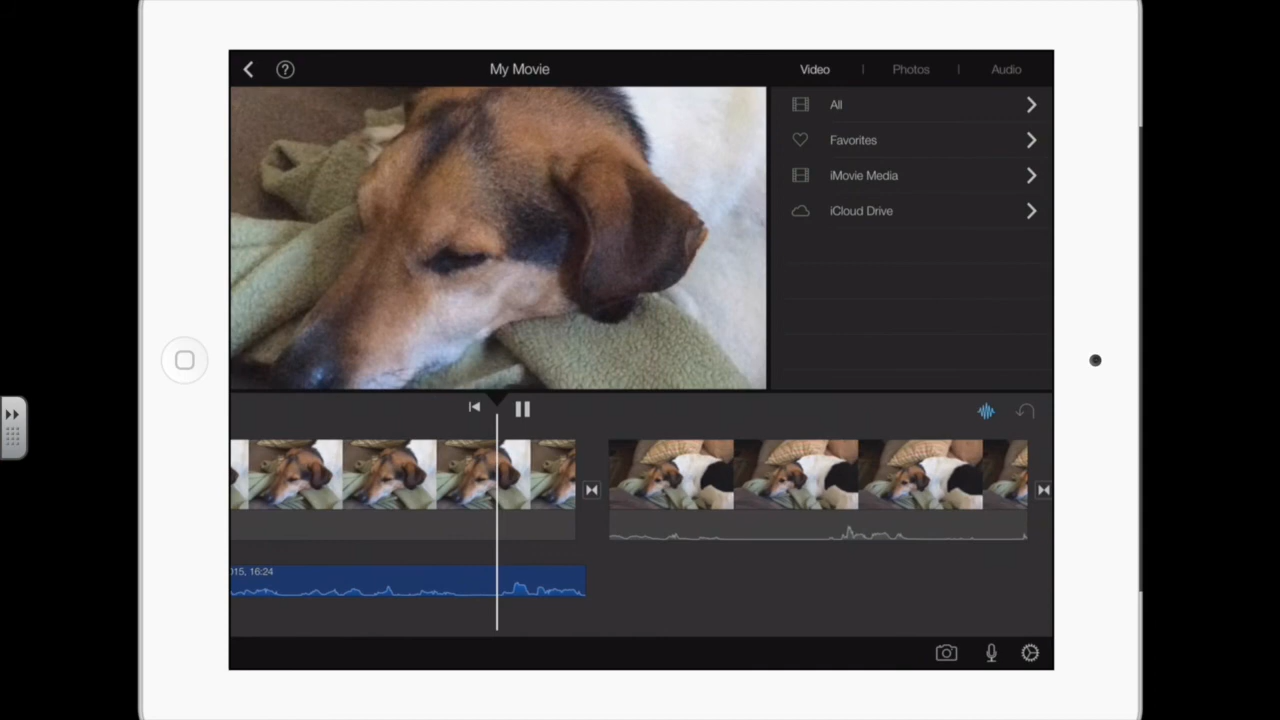 My Movie
Video
Photos
Audio
All
Favorites
iMovie Media
iCloud Drive
015, 16:24